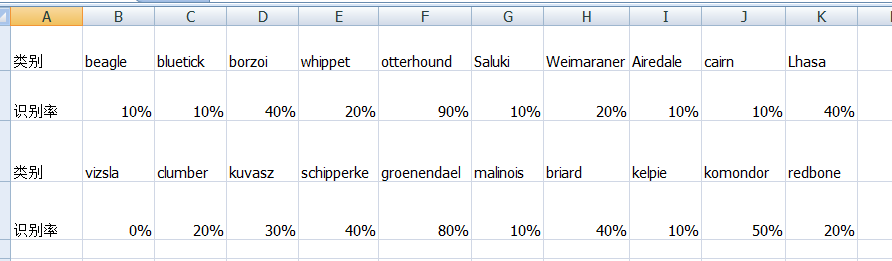 A B C D E F G H I J K
类别 beagle bluetick borzoi whippet otterhound Saluki Weimaraner Airedale cairn Lhasa
识别率 10% 10% 40% 20% 90% 10% 20% 10% 10% 40%
类别 vizsla clumber kuvasz schipperke groenendael malinois briard kelpie komondor redbone
识别率 0% 20% 30% 40% 80% 10% 40% 10% 50% 20%